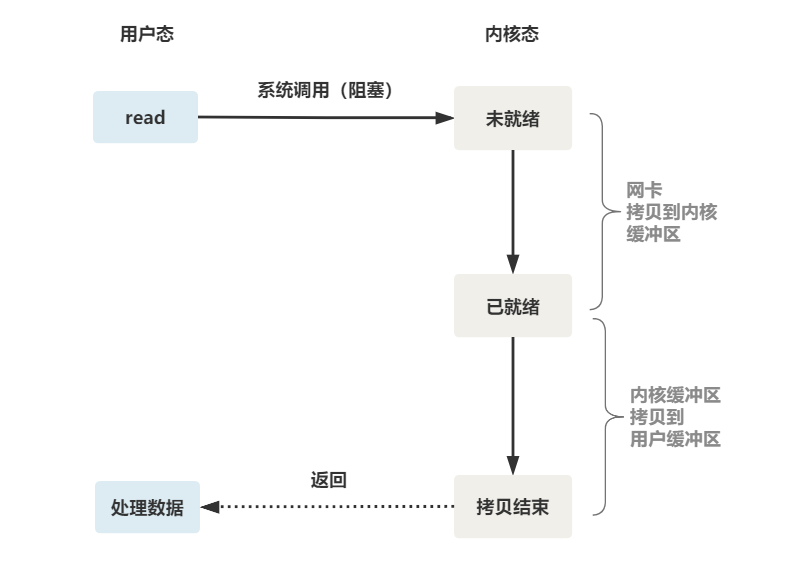 用户态
内核态
系统调用（阻塞）
read
未就绪
网卡
拷贝到内核
缓冲区
已就绪
内核缓冲区
拷贝到
用户缓冲区
返回
处理数据
拷贝结束